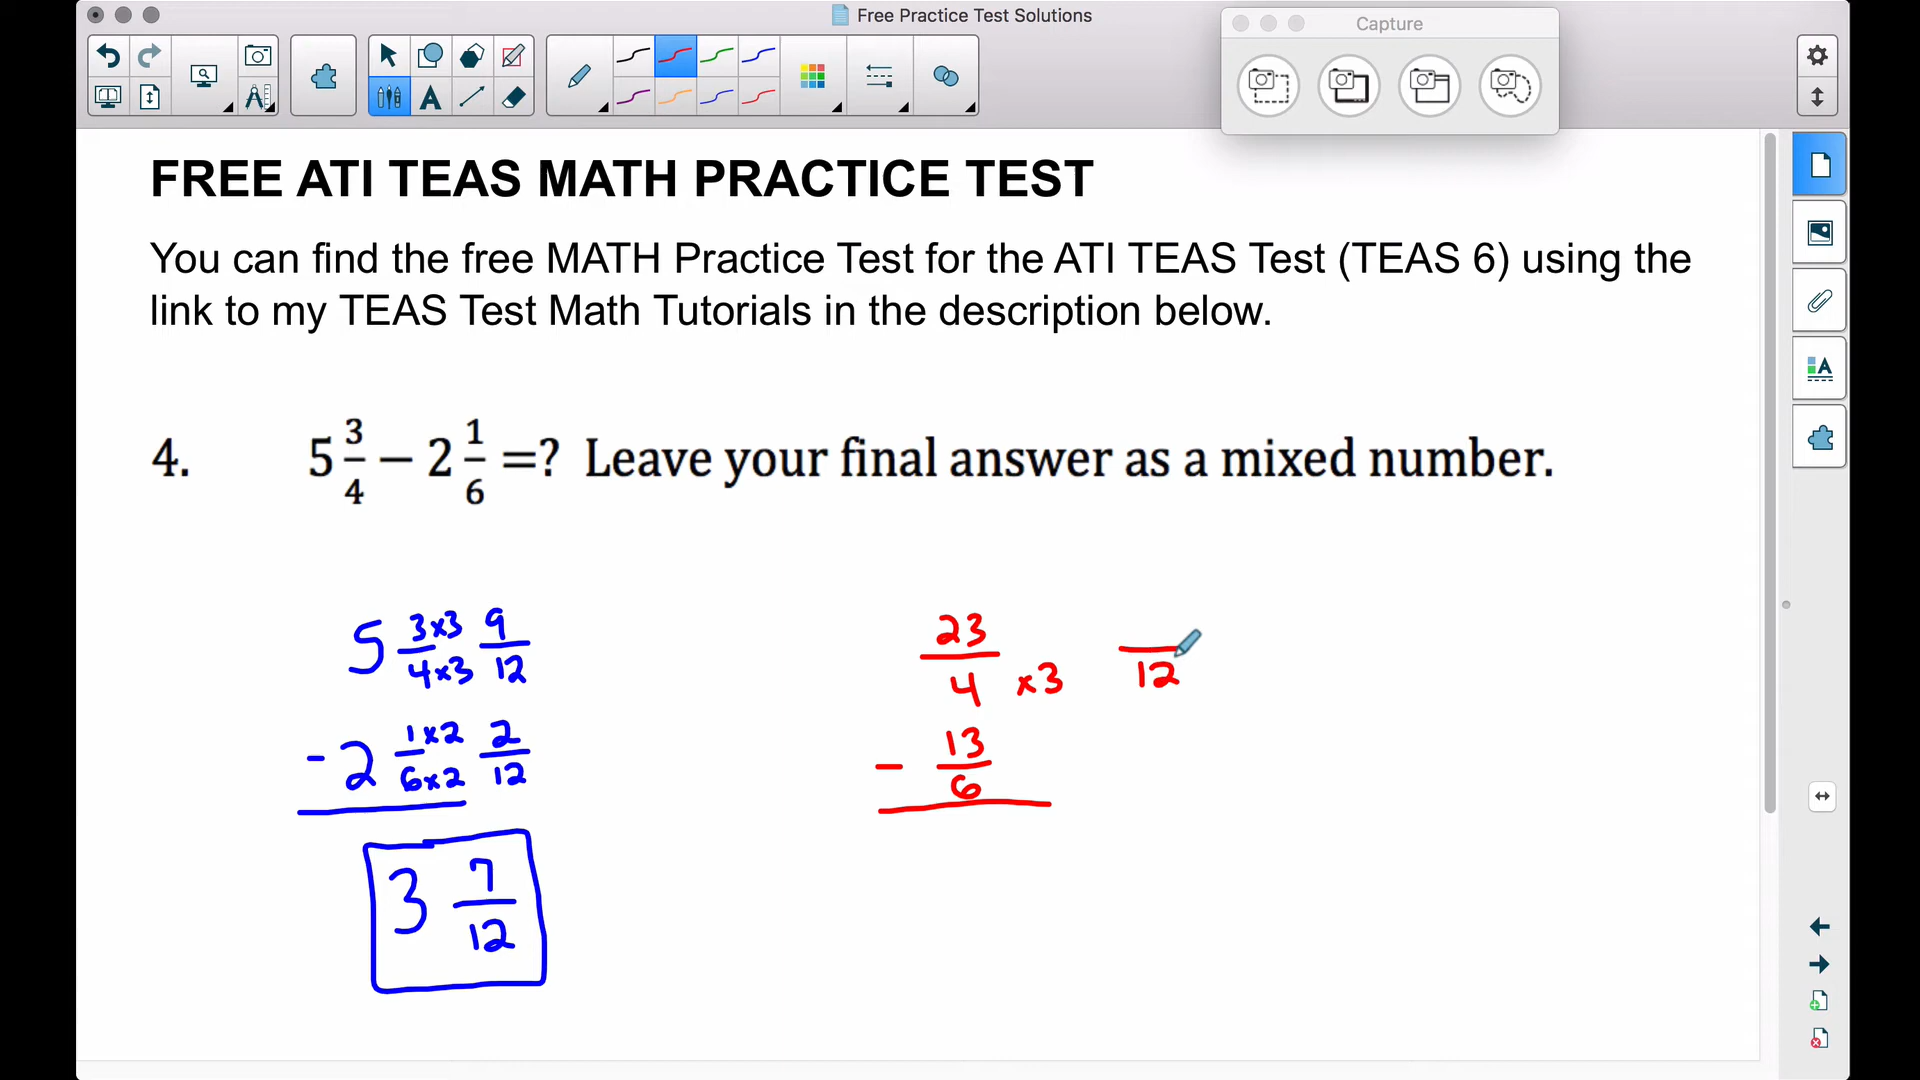 Free Practice Test Solutions
Capture
FREE ATI TEAS MATH PRACTICE TEST
You can find the free MATH Practice Test for the ATI TEAS Test (TEAS 6) using the
link to my TEAS Test Math Tutorials in the description below.
4. 5 3/4 − 2 1/6 =? Leave your final answer as a mixed number.
5 3×3/4×3 9/12
- 2 1×2/6×2 2/12
3 7/12
23/4 ×3 /12
- 13/6